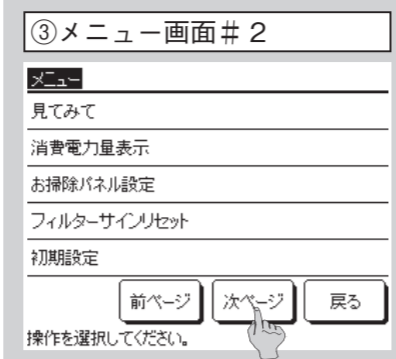 ③メニュー画面＃２
メニュー
見てみて
消費電力量表示
お掃除パネル設定
フィルターサインリセット
初期設定
前ページ 次ページ 戻る
操作を選択してください。